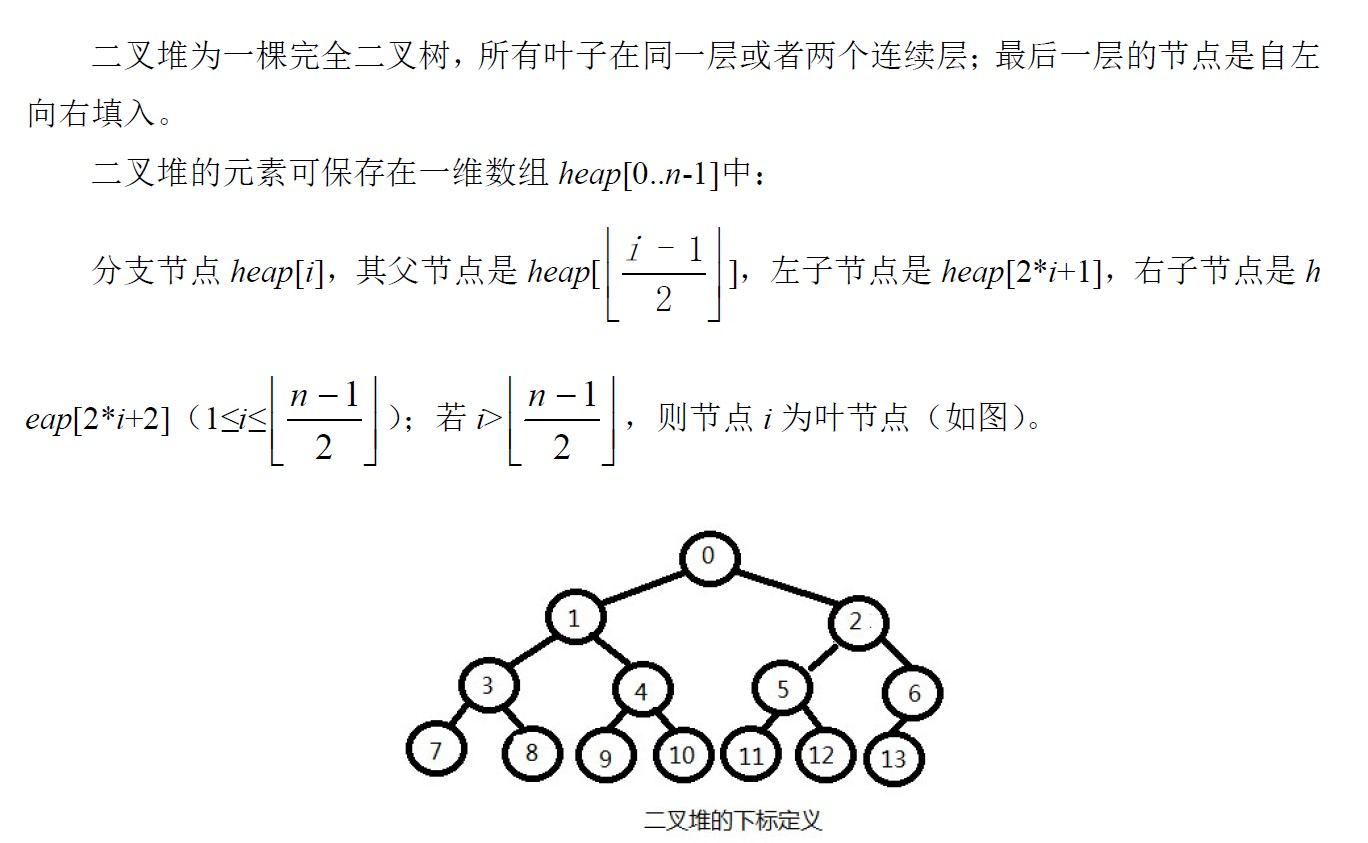 二叉堆为一棵完全二叉树，所有叶子在同一层或者两个连续层；最后一层的节点是自左
向右填入。
二叉堆的元素可保存在一维数组 heap[0..n-1]中：
分支节点 heap[i]，其父节点是 heap[⌊(i－1)/2⌋]，左子节点是 heap[2*i+1]，右子节点是 h
eap[2*i+2]（1≤i≤⌊(n－1)/2⌋）；若 i>⌊(n－1)/2⌋，则节点 i 为叶节点（如图）。
0
1 2
3 4 5 6
7 8 9 10 11 12 13
二叉堆的下标定义